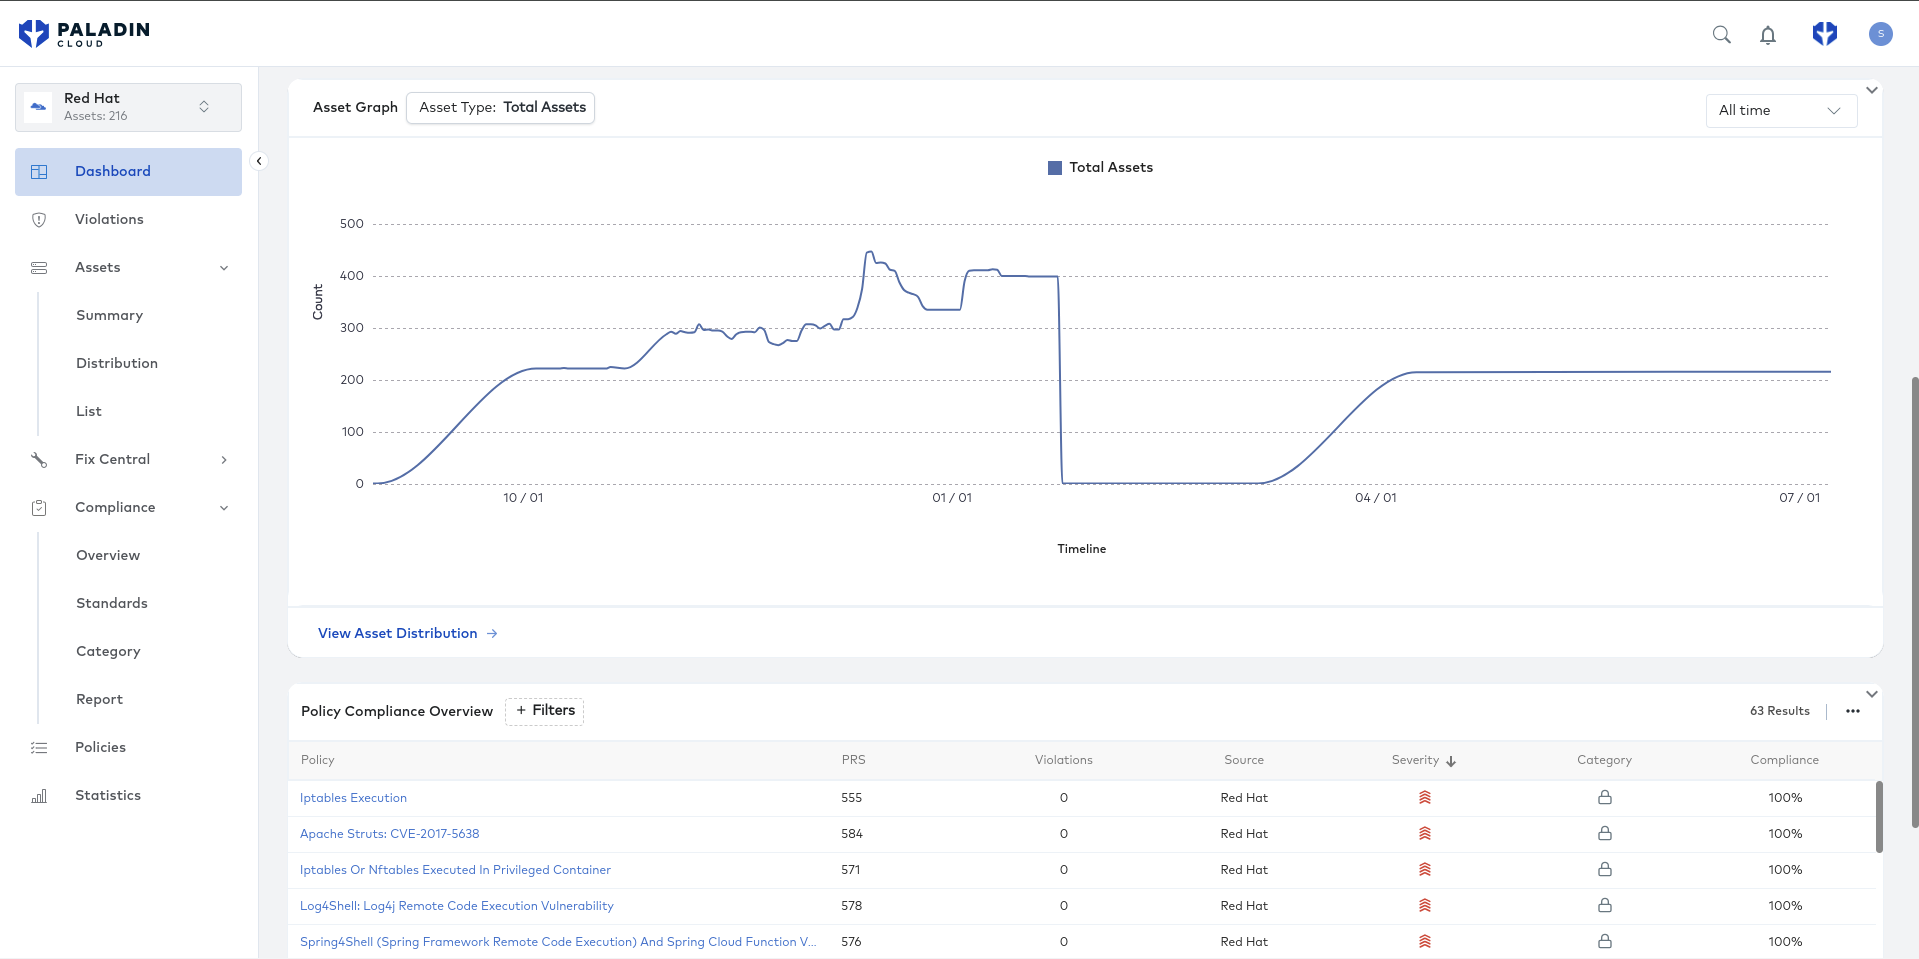 PALADIN
CLOUD
S
Red Hat
Assets: 216
Dashboard
Violations
Assets
Summary
Distribution
List
Fix Central
Compliance
Overview
Standards
Category
Report
Policies
Statistics
Asset Graph
Asset Type: Total Assets
All time
Total Assets
500
400
300
200
100
0
Count
10 / 01
01 / 01
04 / 01
07 / 01
Timeline
View Asset Distribution →
Policy Compliance Overview
+ Filters
63 Results
Policy PRS Violations Source Severity Category Compliance
Iptables Execution 555 0 Red Hat 100%
Apache Struts: CVE-2017-5638 584 0 Red Hat 100%
Iptables Or Nftables Executed In Privileged Container 571 0 Red Hat 100%
Log4Shell: Log4j Remote Code Execution Vulnerability 578 0 Red Hat 100%
Spring4Shell (Spring Framework Remote Code Execution) And Spring Cloud Function V... 576 0 Red Hat 100%